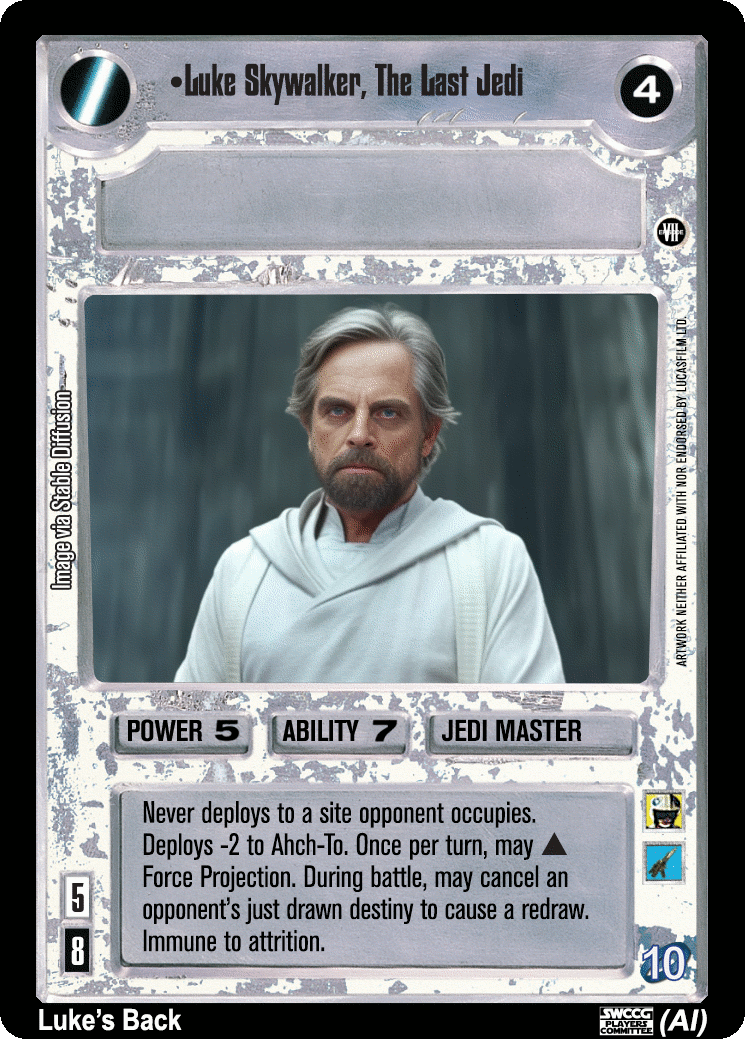 •Luke Skywalker, The Last Jedi
4
EPISODE
VII
Image via Stable Diffusion
ARTWORK NEITHER AFFILIATED WITH NOR ENDORSED BY LUCASFILM LTD.
POWER 5
ABILITY 7
JEDI MASTER
Never deploys to a site opponent occupies.
Deploys -2 to Ahch-To. Once per turn, may ▲
Force Projection. During battle, may cancel an
opponent's just drawn destiny to cause a redraw.
Immune to attrition.
5
8
10
Luke's Back
SWCCG
PLAYERS
COMMITTEE
(AI)